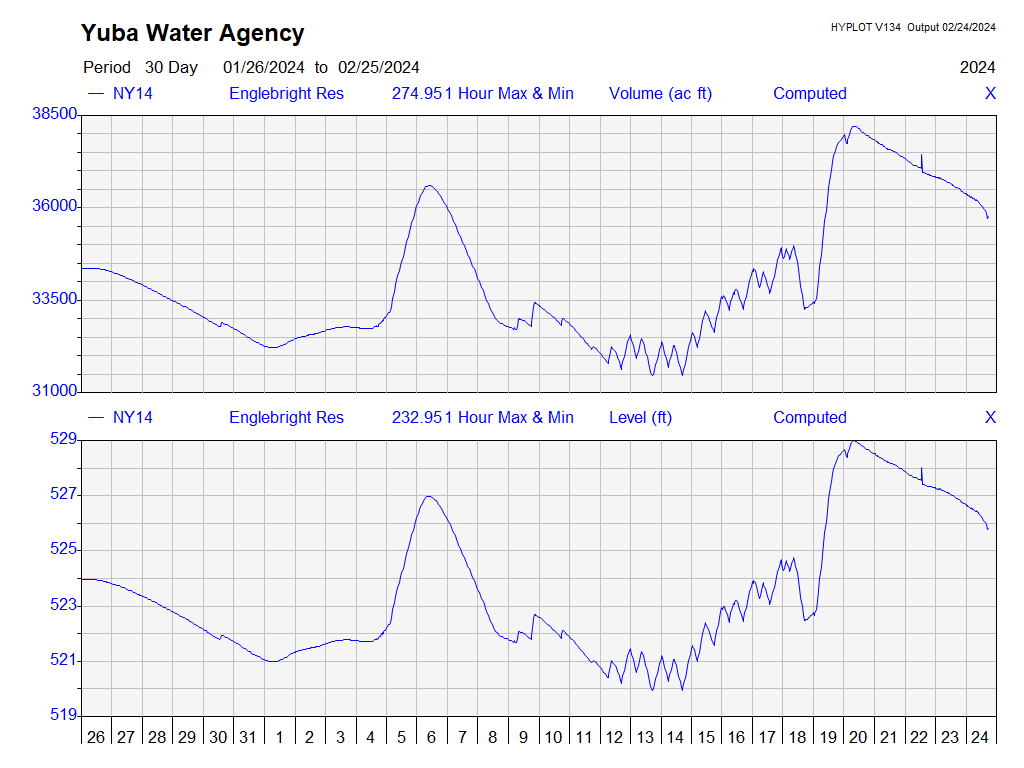 Yuba Water Agency
HYPLOT V134 Output 02/24/2024
Period 30 Day 01/26/2024 to 02/25/2024 2024
NY14 Englebright Res 274.951 Hour Max & Min Volume (ac ft) Computed X
38500
36000
33500
31000
NY14 Englebright Res 232.951 Hour Max & Min Level (ft) Computed X
529
527
525
523
521
519
26 27 28 29 30 31 1 2 3 4 5 6 7 8 9 10 11 12 13 14 15 16 17 18 19 20 21 22 23 24